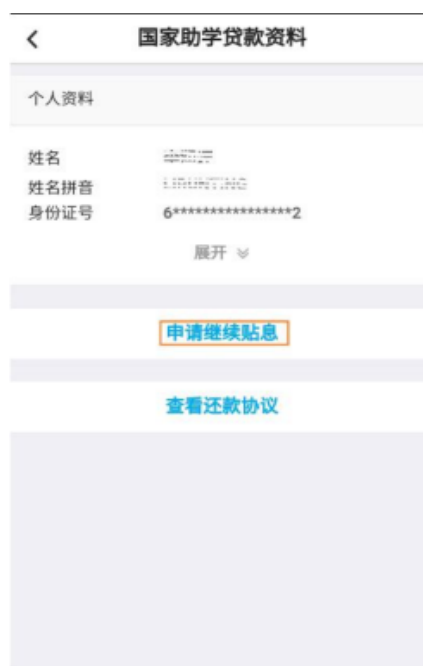 国家助学贷款资料
个人资料
姓名
姓名拼音
身份证号 6****************2
展开
申请继续贴息
查看还款协议